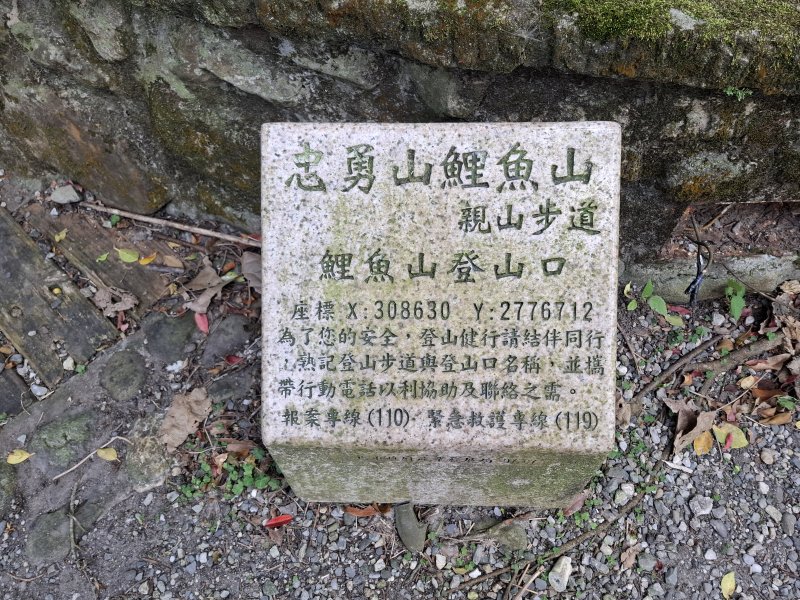 忠勇山鯉魚山
親山步道
鯉魚山登山口
座標 X:308630 Y:2776712
為了您的安全，登山健行請結伴同行
熟記登山步道與登山口名稱，並攜
帶行動電話以利協助及聯絡之需。
報案專線(110) 緊急救護專線(119)